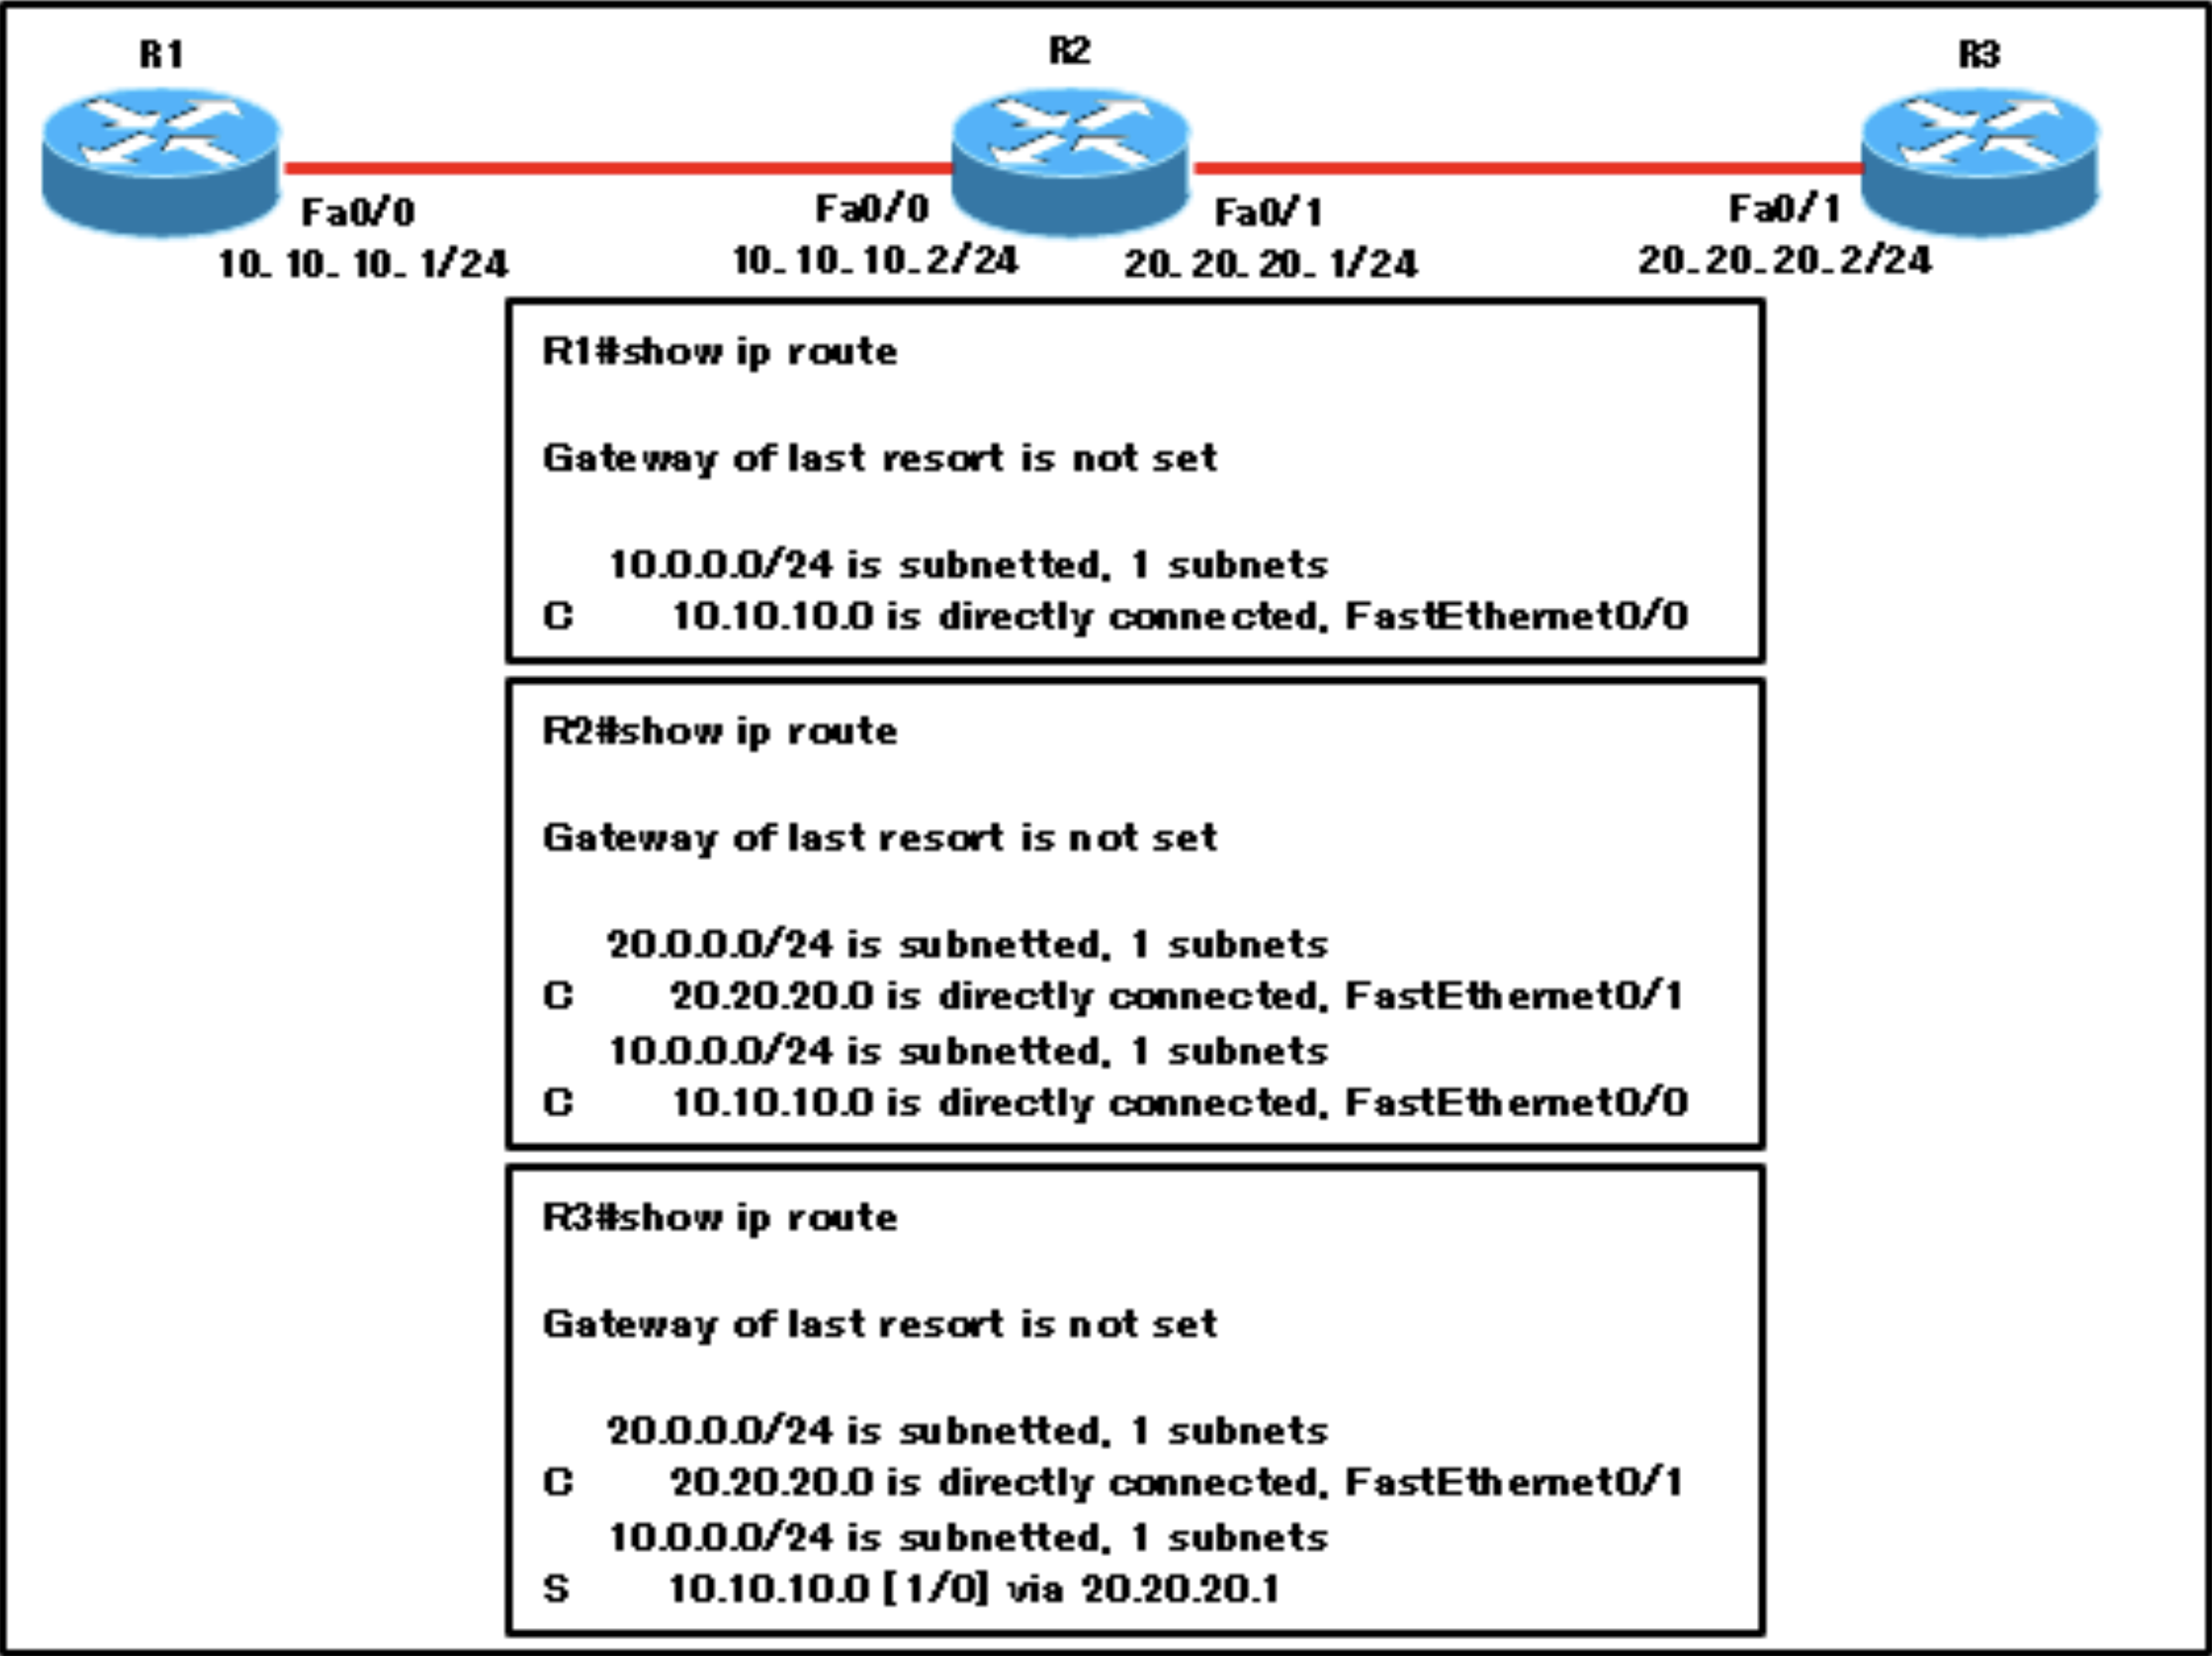 R1
R2
R3
Fa0/0
Fa0/0
Fa0/1
Fa0/1
10.10.10.1/24
10.10.10.2/24
20.20.20.1/24
20.20.20.2/24
R1#show ip route
Gateway of last resort is not set
10.0.0.0/24 is subnetted, 1 subnets
C 10.10.10.0 is directly connected, FastEthernet0/0
R2#show ip route
Gateway of last resort is not set
20.0.0.0/24 is subnetted, 1 subnets
C 20.20.20.0 is directly connected, FastEthernet0/1
10.0.0.0/24 is subnetted, 1 subnets
C 10.10.10.0 is directly connected, FastEthernet0/0
R3#show ip route
Gateway of last resort is not set
20.0.0.0/24 is subnetted, 1 subnets
C 20.20.20.0 is directly connected, FastEthernet0/1
10.0.0.0/24 is subnetted, 1 subnets
S 10.10.10.0 [1/0] via 20.20.20.1